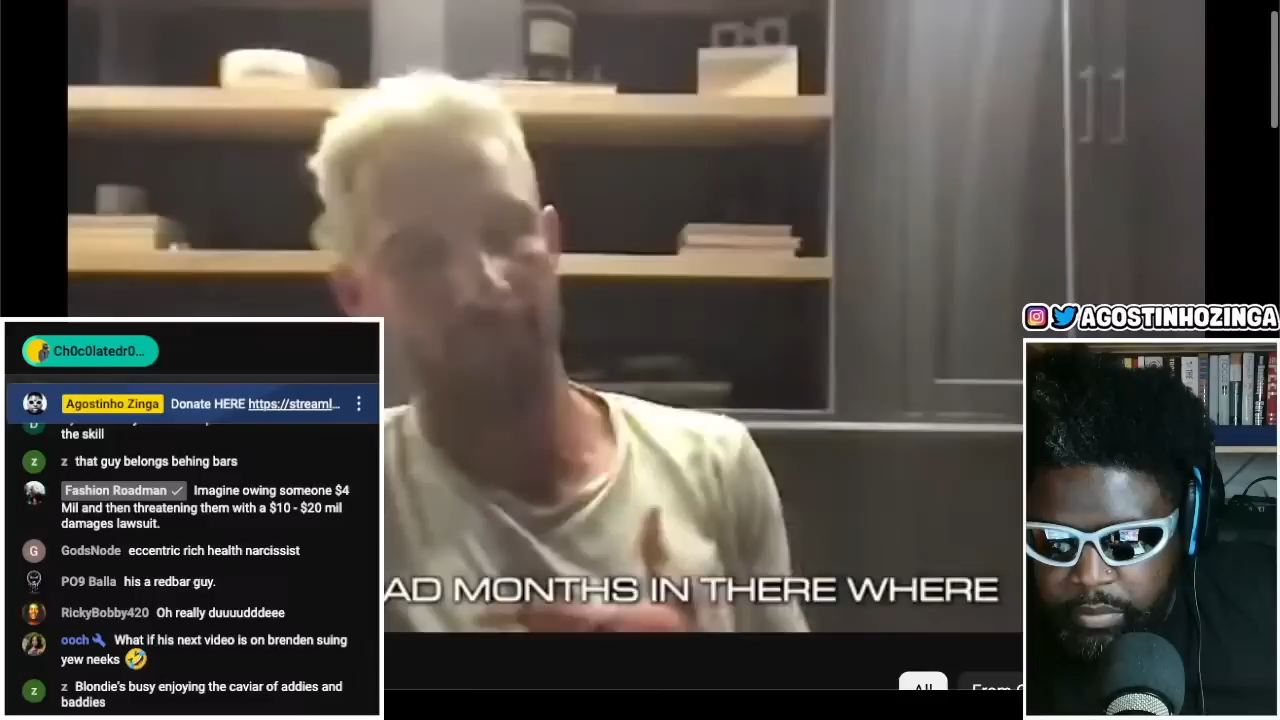 AGOSTINHOZINGA
Ch0c0latedr0...
Agostinho Zinga Donate HERE https://streaml...
the skill
z that guy belongs behing bars
Fashion Roadman Imagine owing someone $4
Mil and then threatening them with a $10 - $20 mil
damages lawsuit.
GodsNode eccentric rich health narcissist
PO9 Balla his a redbar guy.
RickyBobby420 Oh really duuuudddeee
ooch What if his next video is on brenden suing
yew neeks
z Blondie's busy enjoying the caviar of addies and
baddies
AD MONTHS IN THERE WHERE
All